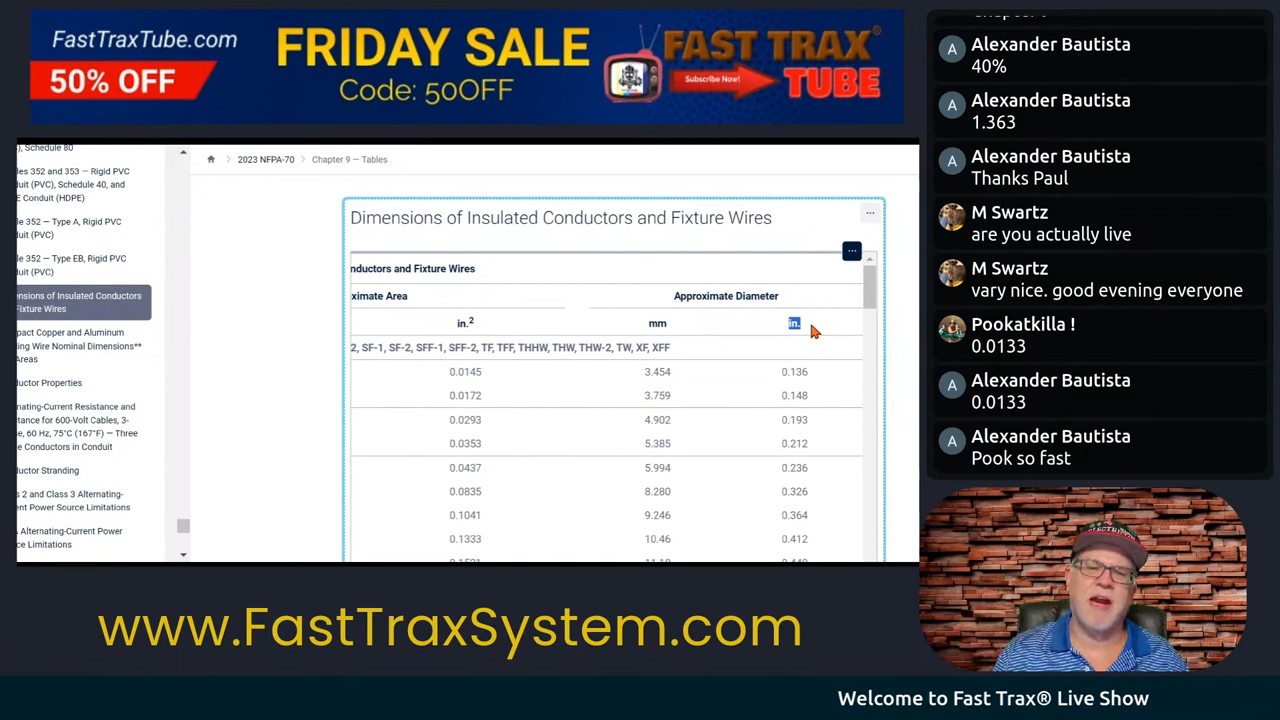 FastTraxTube.com
50% OFF
FRIDAY SALE
Code: 50OFF
FAST TRAX®
Subscribe Now!
TUBE
), Schedule 80
les 352 and 353 — Rigid PVC
luit (PVC), Schedule 40, and
E Conduit (HDPE)
le 352 — Type A, Rigid PVC
luit (PVC)
le 352 — Type EB, Rigid PVC
luit (PVC)
ensions of Insulated Conductors
Fixture Wires
pact Copper and Aluminum
ing Wire Nominal Dimensions**
Areas
ductor Properties
nating-Current Resistance and
tance for 600-Volt Cables, 3-
se, 60 Hz, 75°C (167°F) — Three
e Conductors in Conduit
ductor Stranding
s 2 and Class 3 Alternating-
nt Power Source Limitations
A Alternating-Current Power
ce Limitations
2023 NFPA-70 > Chapter 9 — Tables
Dimensions of Insulated Conductors and Fixture Wires
nductors and Fixture Wires
ximate Area Approximate Diameter
in.² mm in.
2, SF-1, SF-2, SFF-1, SFF-2, TF, TFF, THHW, THW, THW-2, TW, XF, XFF
0.0145 3.454 0.136
0.0172 3.759 0.148
0.0293 4.902 0.193
0.0353 5.385 0.212
0.0437 5.994 0.236
0.0835 8.280 0.326
0.1041 9.246 0.364
0.1333 10.46 0.412
Alexander Bautista
40%
Alexander Bautista
1.363
Alexander Bautista
Thanks Paul
M Swartz
are you actually live
M Swartz
vary nice. good evening everyone
Pookatkilla !
0.0133
Alexander Bautista
0.0133
Alexander Bautista
Pook so fast
www.FastTraxSystem.com
Welcome to Fast Trax® Live Show